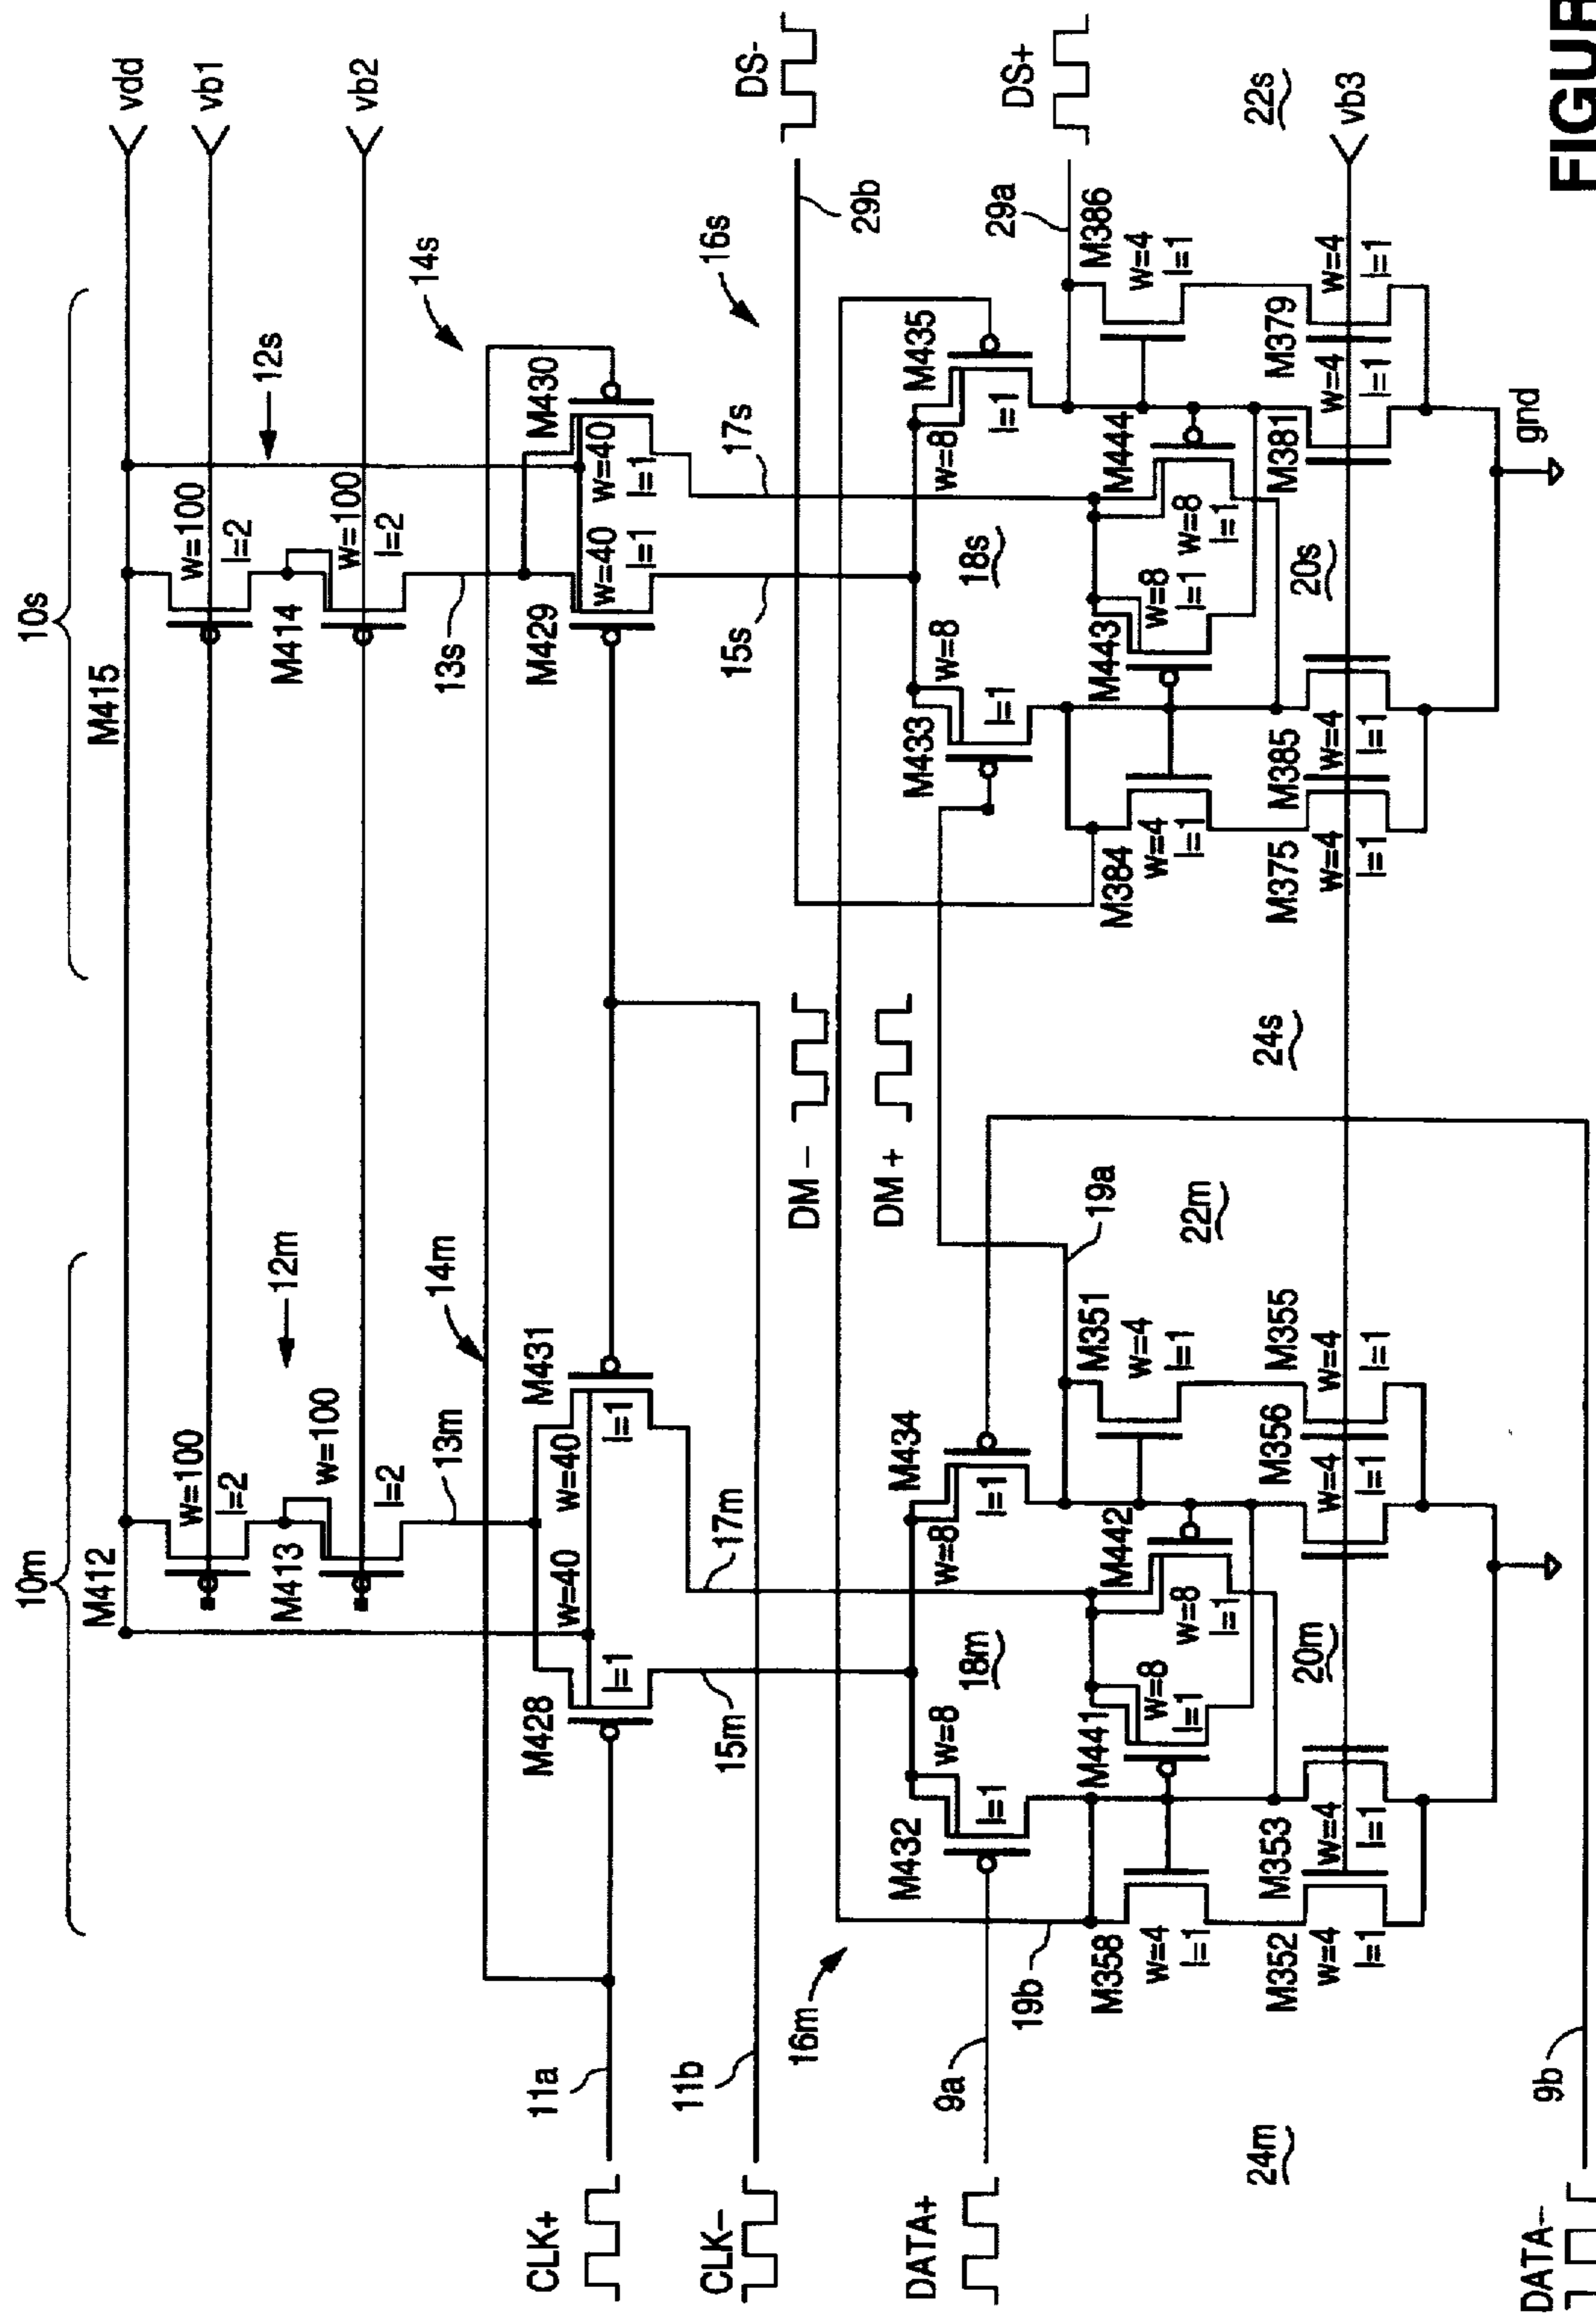 10m
10s
vdd
vb1
vb2
M412
w=100
l=2
M413
w=100
l=2
12m
13m
M415
w=100
l=2
M414
w=100
l=2
12s
13s
14m
14s
CLK+
11a
M428
w=40
l=1
w=40
l=1
M431
M429
w=40
l=1
w=40
l=1
M430
CLK–
11b
15m
17m
15s
17s
16m
16s
DM –
DM +
DS-
29b
DATA+
9a
19b
M432
w=8
l=1
18m
w=8
l=1
M434
19a
M433
w=8
l=1
18s
w=8
l=1
M435
DS+
29a
M358
w=4
l=1
M441
w=8
l=1
M442
w=8
l=1
M351
w=4
l=1
22m
M384
w=4
l=1
M443
w=8
l=1
M444
w=8
l=1
M386
w=4
l=1
22s
24m
M352
w=4
l=1
M353
w=4
l=1
20m
M356
w=4
l=1
M355
w=4
l=1
24s
M375
w=4
l=1
M385
w=4
l=1
20s
M381
w=4
l=1
M379
w=4
l=1
vb3
gnd
DATA–
9b